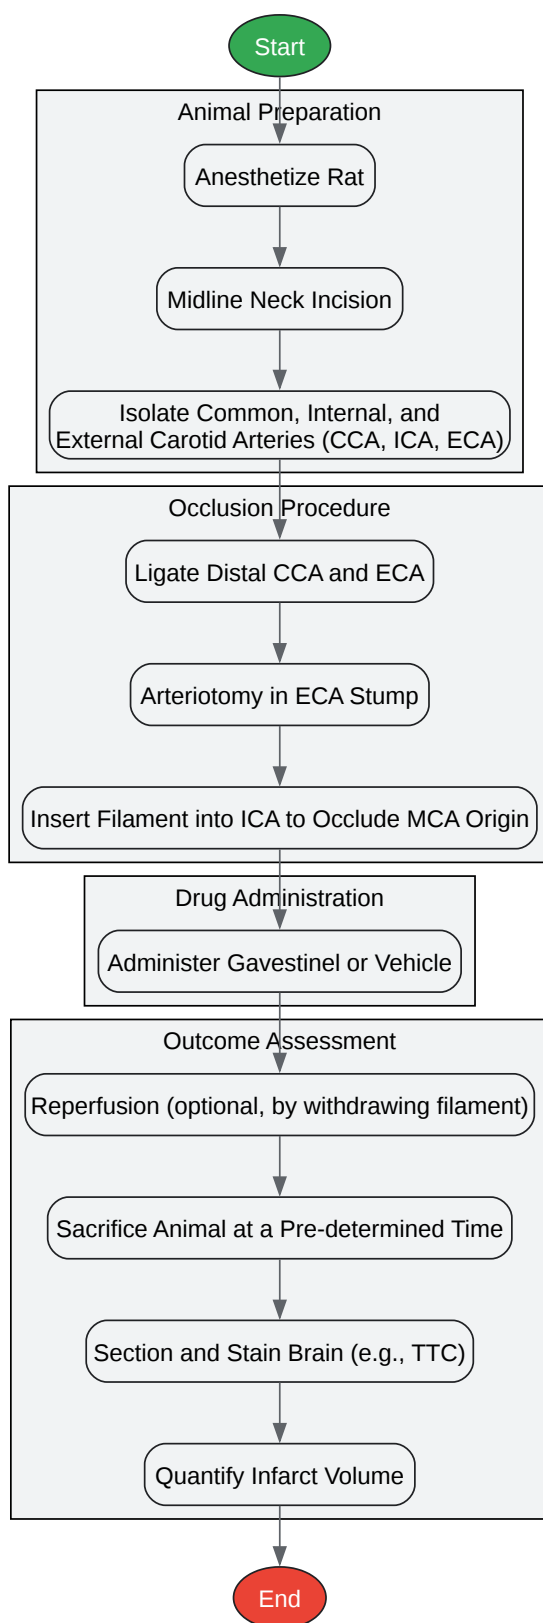 Start
Animal Preparation
Anesthetize Rat
Midline Neck Incision
Isolate Common, Internal, and
External Carotid Arteries (CCA, ICA, ECA)
Occlusion Procedure
Ligate Distal CCA and ECA
Arteriotomy in ECA Stump
Insert Filament into ICA to Occlude MCA Origin
Drug Administration
Administer Gavestinel or Vehicle
Outcome Assessment
Reperfusion (optional, by withdrawing filament)
Sacrifice Animal at a Pre-determined Time
Section and Stain Brain (e.g., TTC)
Quantify Infarct Volume
End